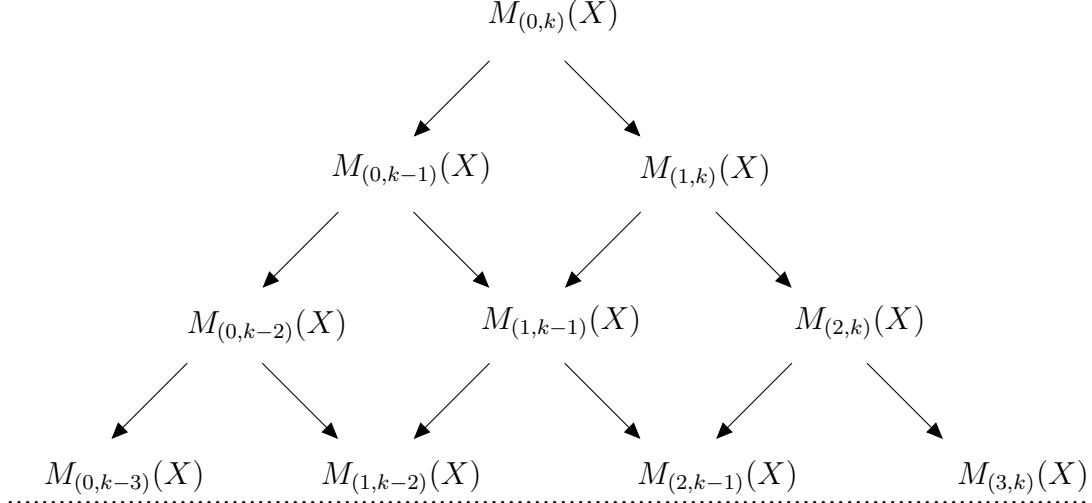 M_{(0,k)}(X)
M_{(0,k−1)}(X) M_{(1,k)}(X)
M_{(0,k−2)}(X) M_{(1,k−1)}(X) M_{(2,k)}(X)
M_{(0,k−3)}(X) M_{(1,k−2)}(X) M_{(2,k−1)}(X) M_{(3,k)}(X)